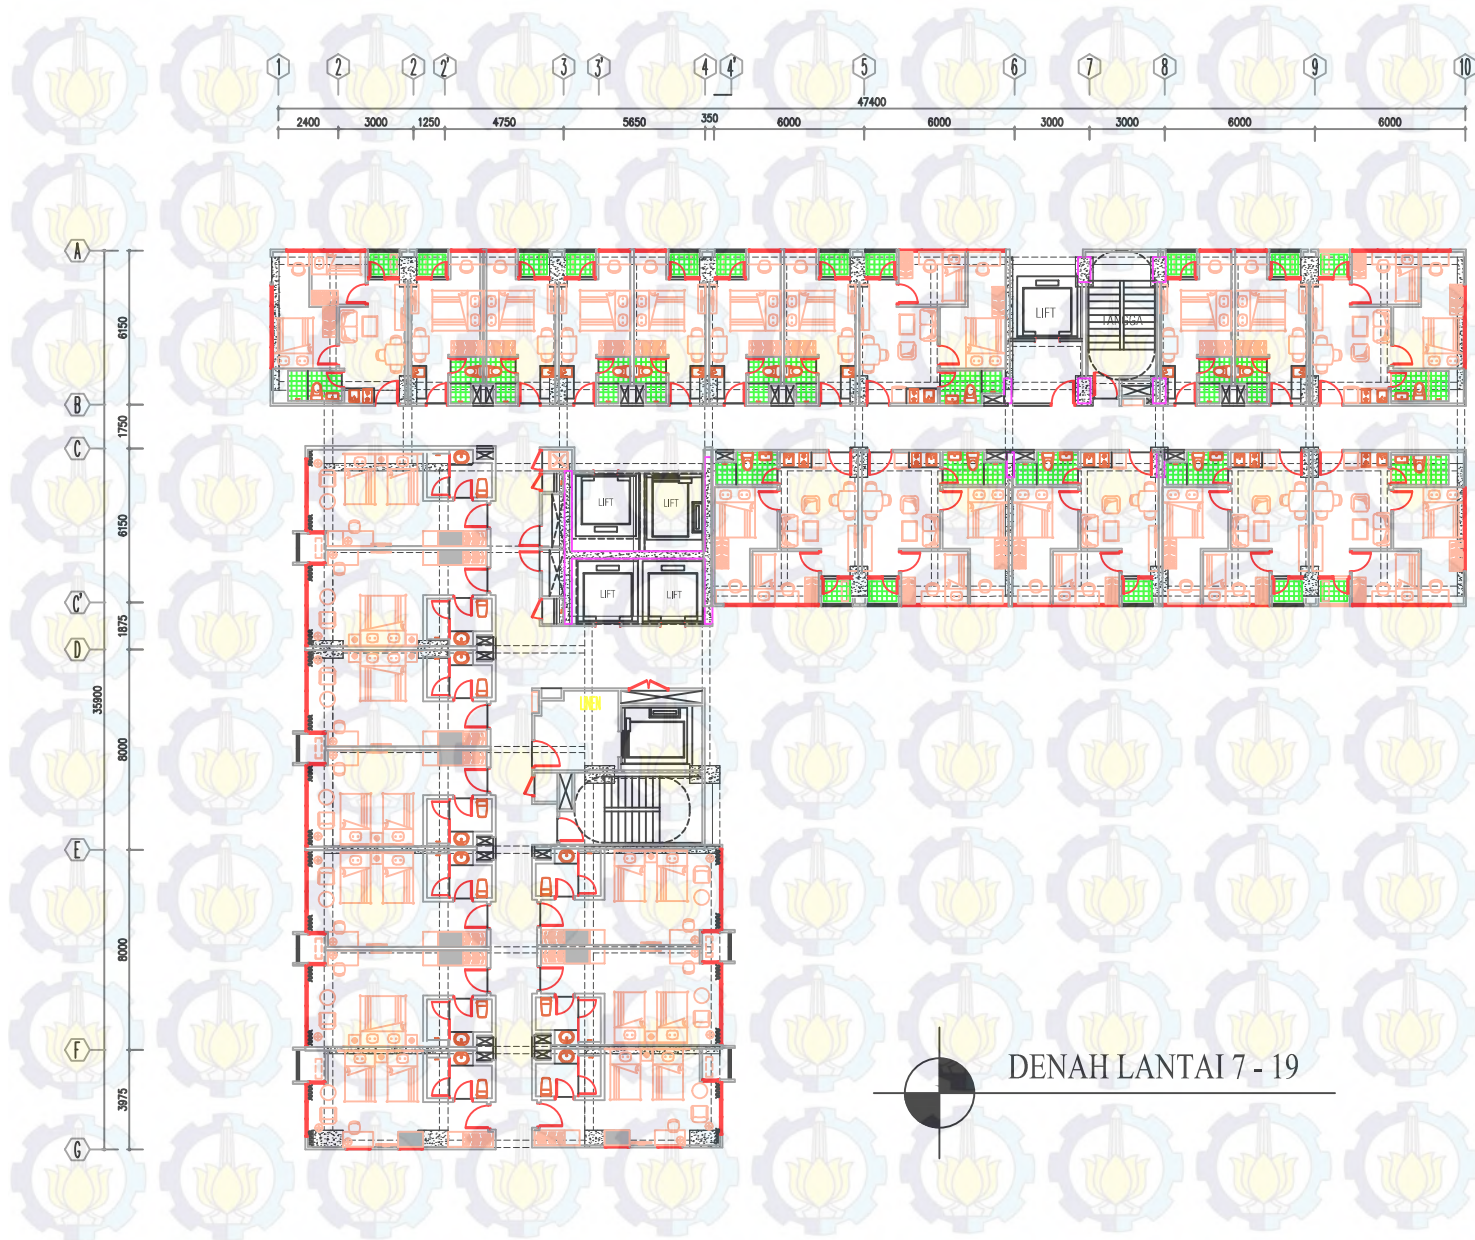 1 2 2 2' 3 3' 4 4' 5 6 7 8 9 10
47400
2400 3000 1250 4750 5650 350 6000 6000 3000 3000 6000 6000
A
6150
LIFT
TANGGA
B
1750
C
LIFT LIFT
6150
LIFT LIFT
C'
1875
D
35900
LINEN
8000
E
8000
F
DENAH LANTAI 7 - 19
3975
G